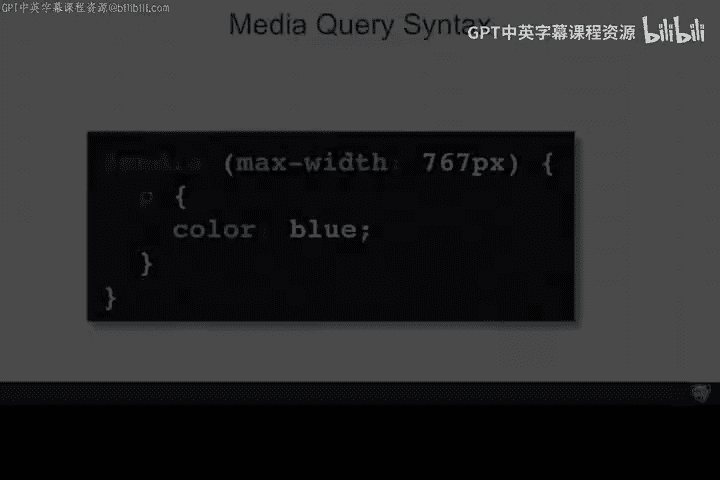 GPT中英字幕课程资源@bilibili.com
Media Query Syntax
GPT中英字幕课程资源 bilibili
(max-width: 767px) {
p {
color: blue;
}
}